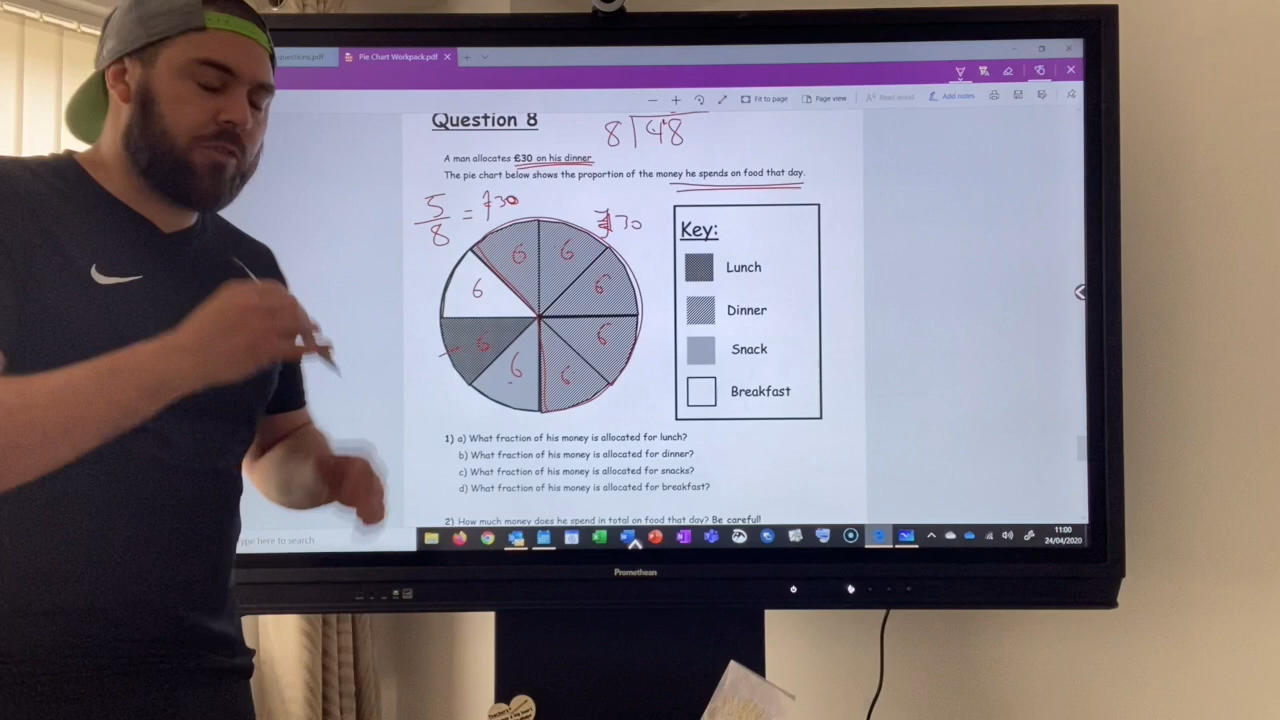 Pie Chart Workpack.pdf
Fit to page
Page view
Read aloud
Add notes
Question 8
8 48
A man allocates £30 on his dinner
The pie chart below shows the proportion of the money he spends on food that day.
5/8 = £30
£30
6 6
6 6
6 6
6 6
Key:
Lunch
Dinner
Snack
Breakfast
1) a) What fraction of his money is allocated for lunch?
b) What fraction of his money is allocated for dinner?
c) What fraction of his money is allocated for snacks?
d) What fraction of his money is allocated for breakfast?
2) How much money does he spend in total on food that day? Be careful!
ype here to search
11:00
24/04/2020
Promethean